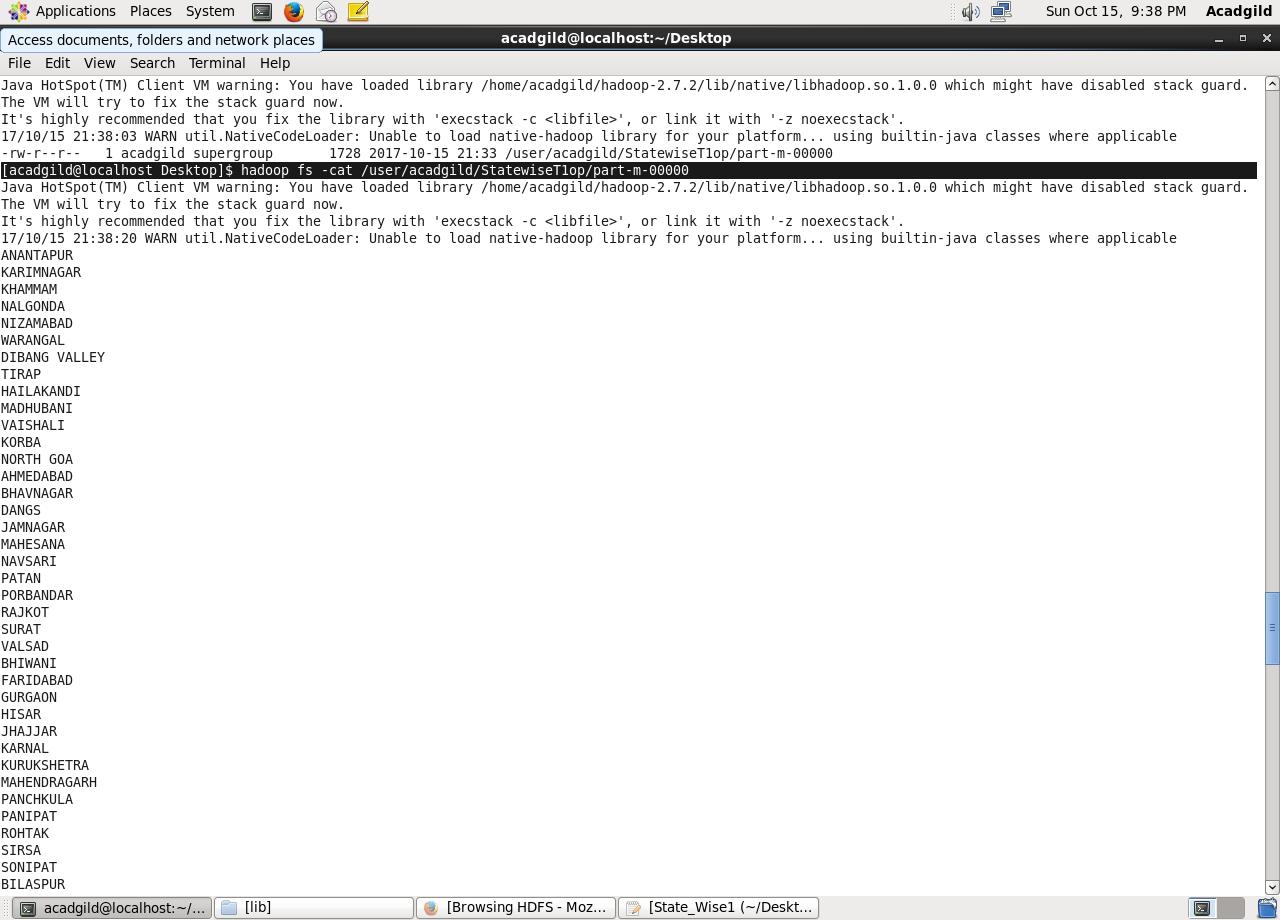 Applications Places System Sun Oct 15, 9:38 PM Acadgild
Access documents, folders and network places
acadgild@localhost:~/Desktop
File Edit View Search Terminal Help
Java HotSpot(TM) Client VM warning: You have loaded library /home/acadgild/hadoop-2.7.2/lib/native/libhadoop.so.1.0.0 which might have disabled stack guard.
The VM will try to fix the stack guard now.
It's highly recommended that you fix the library with 'execstack -c <libfile>', or link it with '-z noexecstack'.
17/10/15 21:38:03 WARN util.NativeCodeLoader: Unable to load native-hadoop library for your platform... using builtin-java classes where applicable
-rw-r--r--   1 acadgild supergroup       1728 2017-10-15 21:33 /user/acadgild/StatewiseT1op/part-m-00000
[acadgild@localhost Desktop]$ hadoop fs -cat /user/acadgild/StatewiseT1op/part-m-00000
Java HotSpot(TM) Client VM warning: You have loaded library /home/acadgild/hadoop-2.7.2/lib/native/libhadoop.so.1.0.0 which might have disabled stack guard.
The VM will try to fix the stack guard now.
It's highly recommended that you fix the library with 'execstack -c <libfile>', or link it with '-z noexecstack'.
17/10/15 21:38:20 WARN util.NativeCodeLoader: Unable to load native-hadoop library for your platform... using builtin-java classes where applicable
ANANTAPUR
KARIMNAGAR
KHAMMAM
NALGONDA
NIZAMABAD
WARANGAL
DIBANG VALLEY
TIRAP
HAILAKANDI
MADHUBANI
VAISHALI
KORBA
NORTH GOA
AHMEDABAD
BHAVNAGAR
DANGS
JAMNAGAR
MAHESANA
NAVSARI
PATAN
PORBANDAR
RAJKOT
SURAT
VALSAD
BHIWANI
FARIDABAD
GURGAON
HISAR
JHAJJAR
KARNAL
KURUKSHETRA
MAHENDRAGARH
PANCHKULA
PANIPAT
ROHTAK
SIRSA
SONIPAT
BILASPUR
acadgild@localhost:~/... [lib] [Browsing HDFS - Moz... [State_Wise1 (~/Deskt...